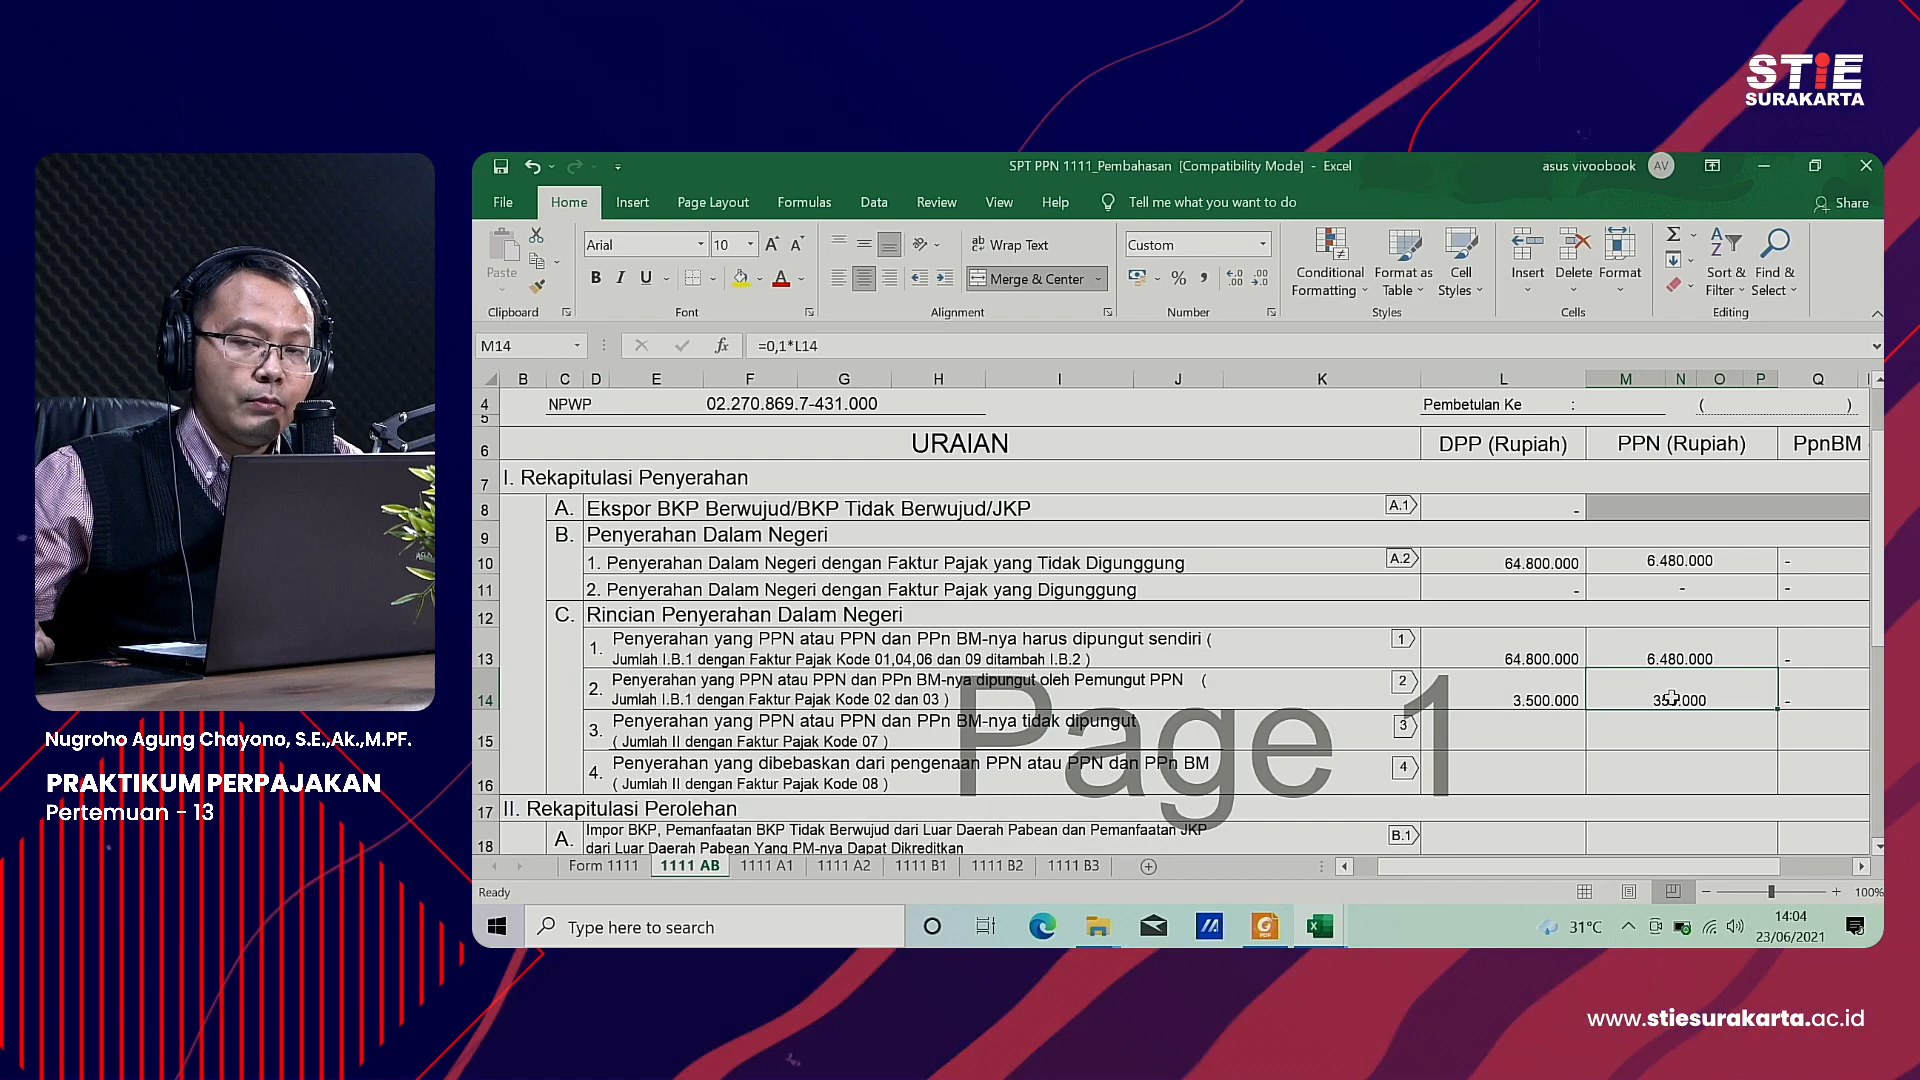 STiE
SURAKARTA
SPT PPN 1111_Pembahasan [Compatibility Mode] - Excel
asus vivoobook
AV
File
Home
Insert
Page Layout
Formulas
Data
Review
View
Help
Tell me what you want to do
Share
Paste
Arial
10
Wrap Text
Merge & Center
Custom
Conditional
Formatting
Format as
Table
Cell
Styles
Insert
Delete
Format
Sort &
Filter
Find &
Select
B I U
Clipboard
Font
Alignment
Number
Styles
Cells
Editing
M14
fx
=0,1*L14
B C D E F G H I J K L M N O P Q
4 NPWP 02.270.869.7-431.000 Pembetulan Ke : ( )
5
6 URAIAN DPP (Rupiah) PPN (Rupiah) PpnBM
7 I. Rekapitulasi Penyerahan
8 A. Ekspor BKP Berwujud/BKP Tidak Berwujud/JKP A.1 -
9 B. Penyerahan Dalam Negeri
10 1. Penyerahan Dalam Negeri dengan Faktur Pajak yang Tidak Digunggung A.2 64.800.000 6.480.000 -
11 2. Penyerahan Dalam Negeri dengan Faktur Pajak yang Digunggung - - -
12 C. Rincian Penyerahan Dalam Negeri
1. Penyerahan yang PPN atau PPN dan PPn BM-nya harus dipungut sendiri ( 1
13 Jumlah I.B.1 dengan Faktur Pajak Kode 01,04,06 dan 09 ditambah I.B.2 ) 64.800.000 6.480.000 -
2. Penyerahan yang PPN atau PPN dan PPn BM-nya dipungut oleh Pemungut PPN ( 2
14 Jumlah I.B.1 dengan Faktur Pajak Kode 02 dan 03 ) 3.500.000 -
3. Penyerahan yang PPN atau PPN dan PPn BM-nya tidak dipungut 3
15 ( Jumlah II dengan Faktur Pajak Kode 07 )
4. Penyerahan yang dibebaskan dari pengenaan PPN atau PPN dan PPn BM 4
16 ( Jumlah II dengan Faktur Pajak Kode 08 )
Page 1
17 II. Rekapitulasi Perolehan
A. Impor BKP, Pemanfaatan BKP Tidak Berwujud dari Luar Daerah Pabean dan Pemanfaatan JKP B.1
18 dari Luar Daerah Pabean Yang PM-nya Dapat Dikreditkan
Form 1111
1111 AB
1111 A1
1111 A2
1111 B1
1111 B2
1111 B3
Ready
100%
Type here to search
31°C
14:04
23/06/2021
Nugroho Agung Chayono, S.E.,Ak.,M.PF.
PRAKTIKUM PERPAJAKAN
Pertemuan - 13
www.stiesurakarta.ac.id